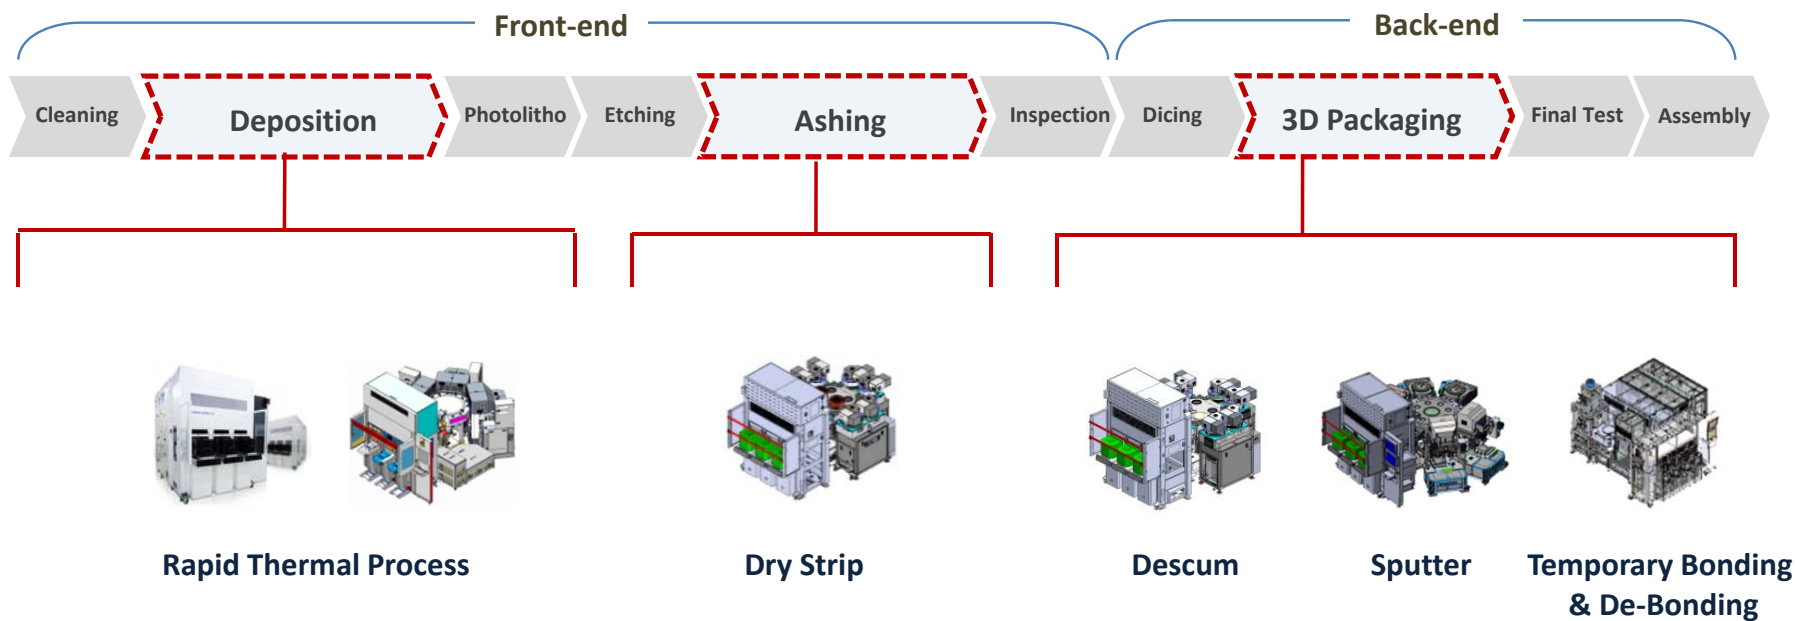 Front-end
Back-end
Cleaning
Deposition
Photolitho
Etching
Ashing
Inspection
Dicing
3D Packaging
Final Test
Assembly
Rapid Thermal Process
Dry Strip
Descum
Sputter
Temporary Bonding
& De-Bonding